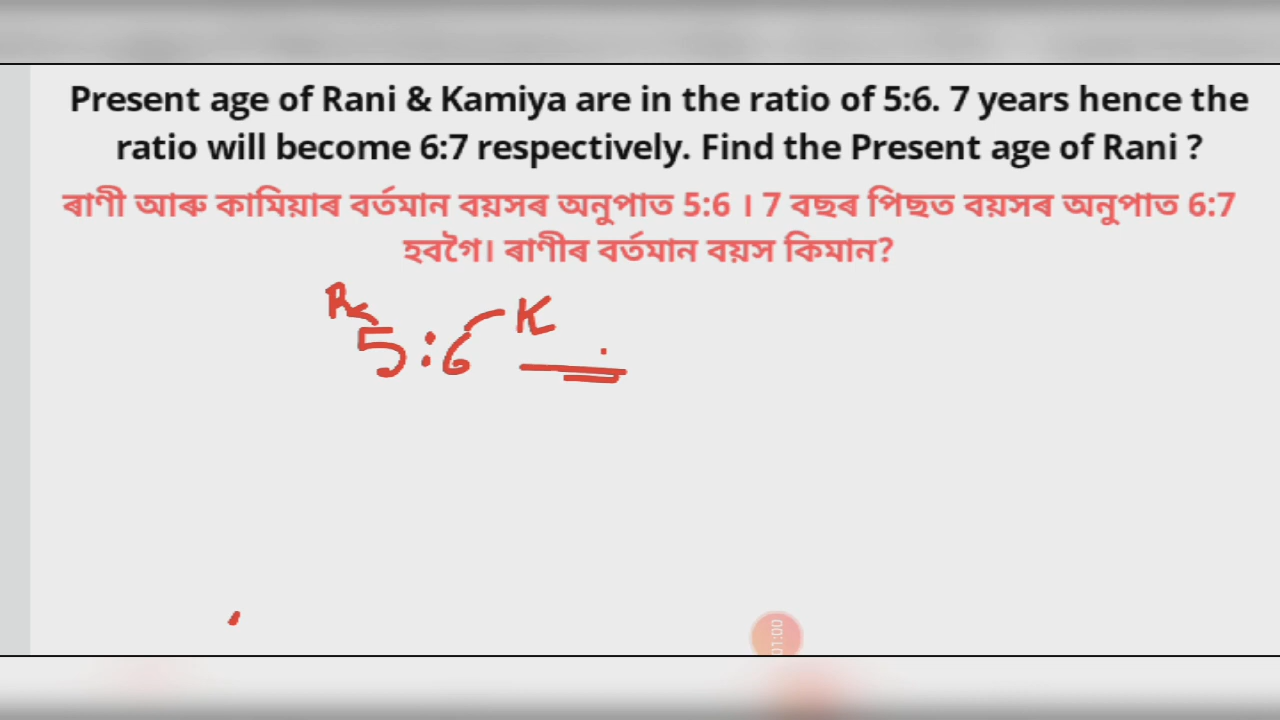 Present age of Rani & Kamiya are in the ratio of 5:6. 7 years hence the
ratio will become 6:7 respectively. Find the Present age of Rani ?
ৰাণী আৰু কামিয়াৰ বৰ্তমান বয়সৰ অনুপাত 5:6 । 7 বছৰ পিছত বয়সৰ অনুপাত 6:7
হবগৈ। ৰাণীৰ বৰ্তমান বয়স কিমান?
R K
5:6
01:00